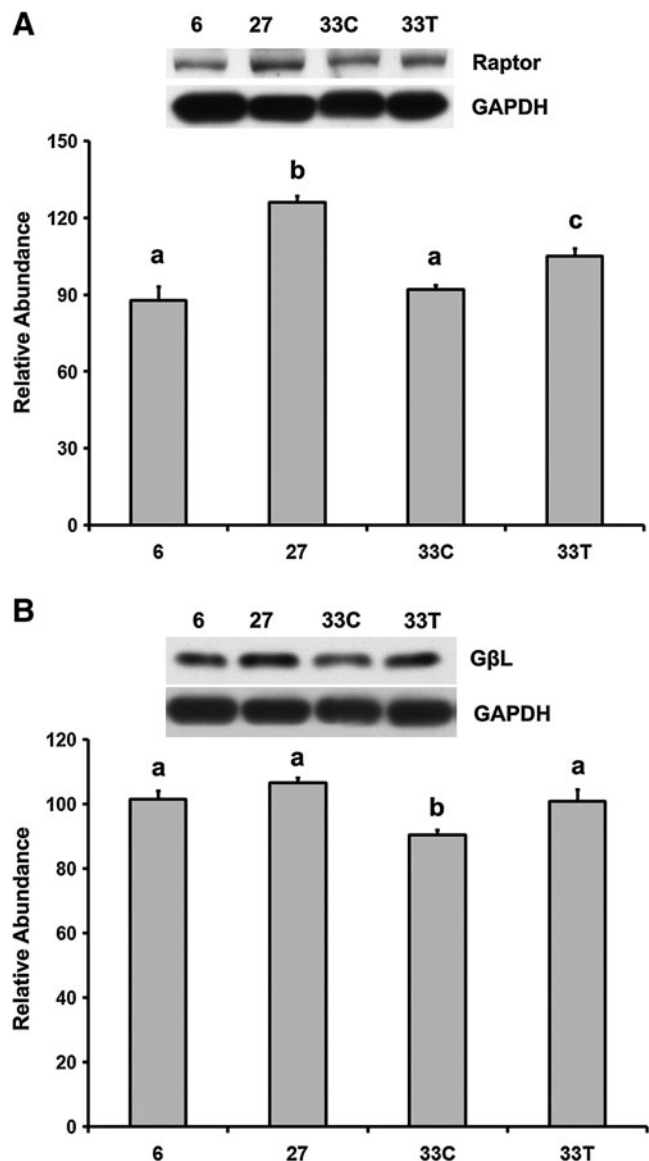 A
6 27 33C 33T
Raptor
GAPDH
150
120
90
60
30
0
Relative Abundance
a
b
a
c
6 27 33C 33T
B
6 27 33C 33T
GβL
GAPDH
120
100
80
60
40
20
0
Relative Abundance
a
a
b
a
6 27 33C 33T